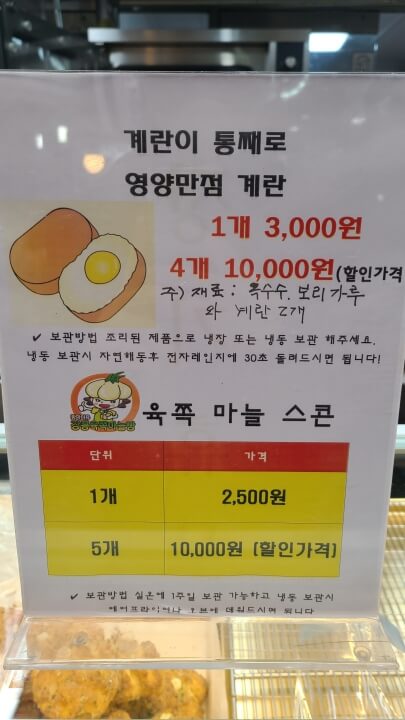 계란이 통째로
영양만점 계란
1개 3,000원
4개 10,000원(할인가격
주) 재료 : 옥수수. 보리가루
와 계란 2개
✔ 보관방법 조리된 제품으로 냉장 또는 냉동 보관 해주세요.
냉동 보관시 자연해동후 전자레인지에 30초 돌려드시면 됩니다!
육쪽 마늘 스콘
단위 가격
1개 2,500원
5개 10,000원 (할인가격)
✔ 보관방법 실온에 1주일 보관 가능하고 냉동 보관시